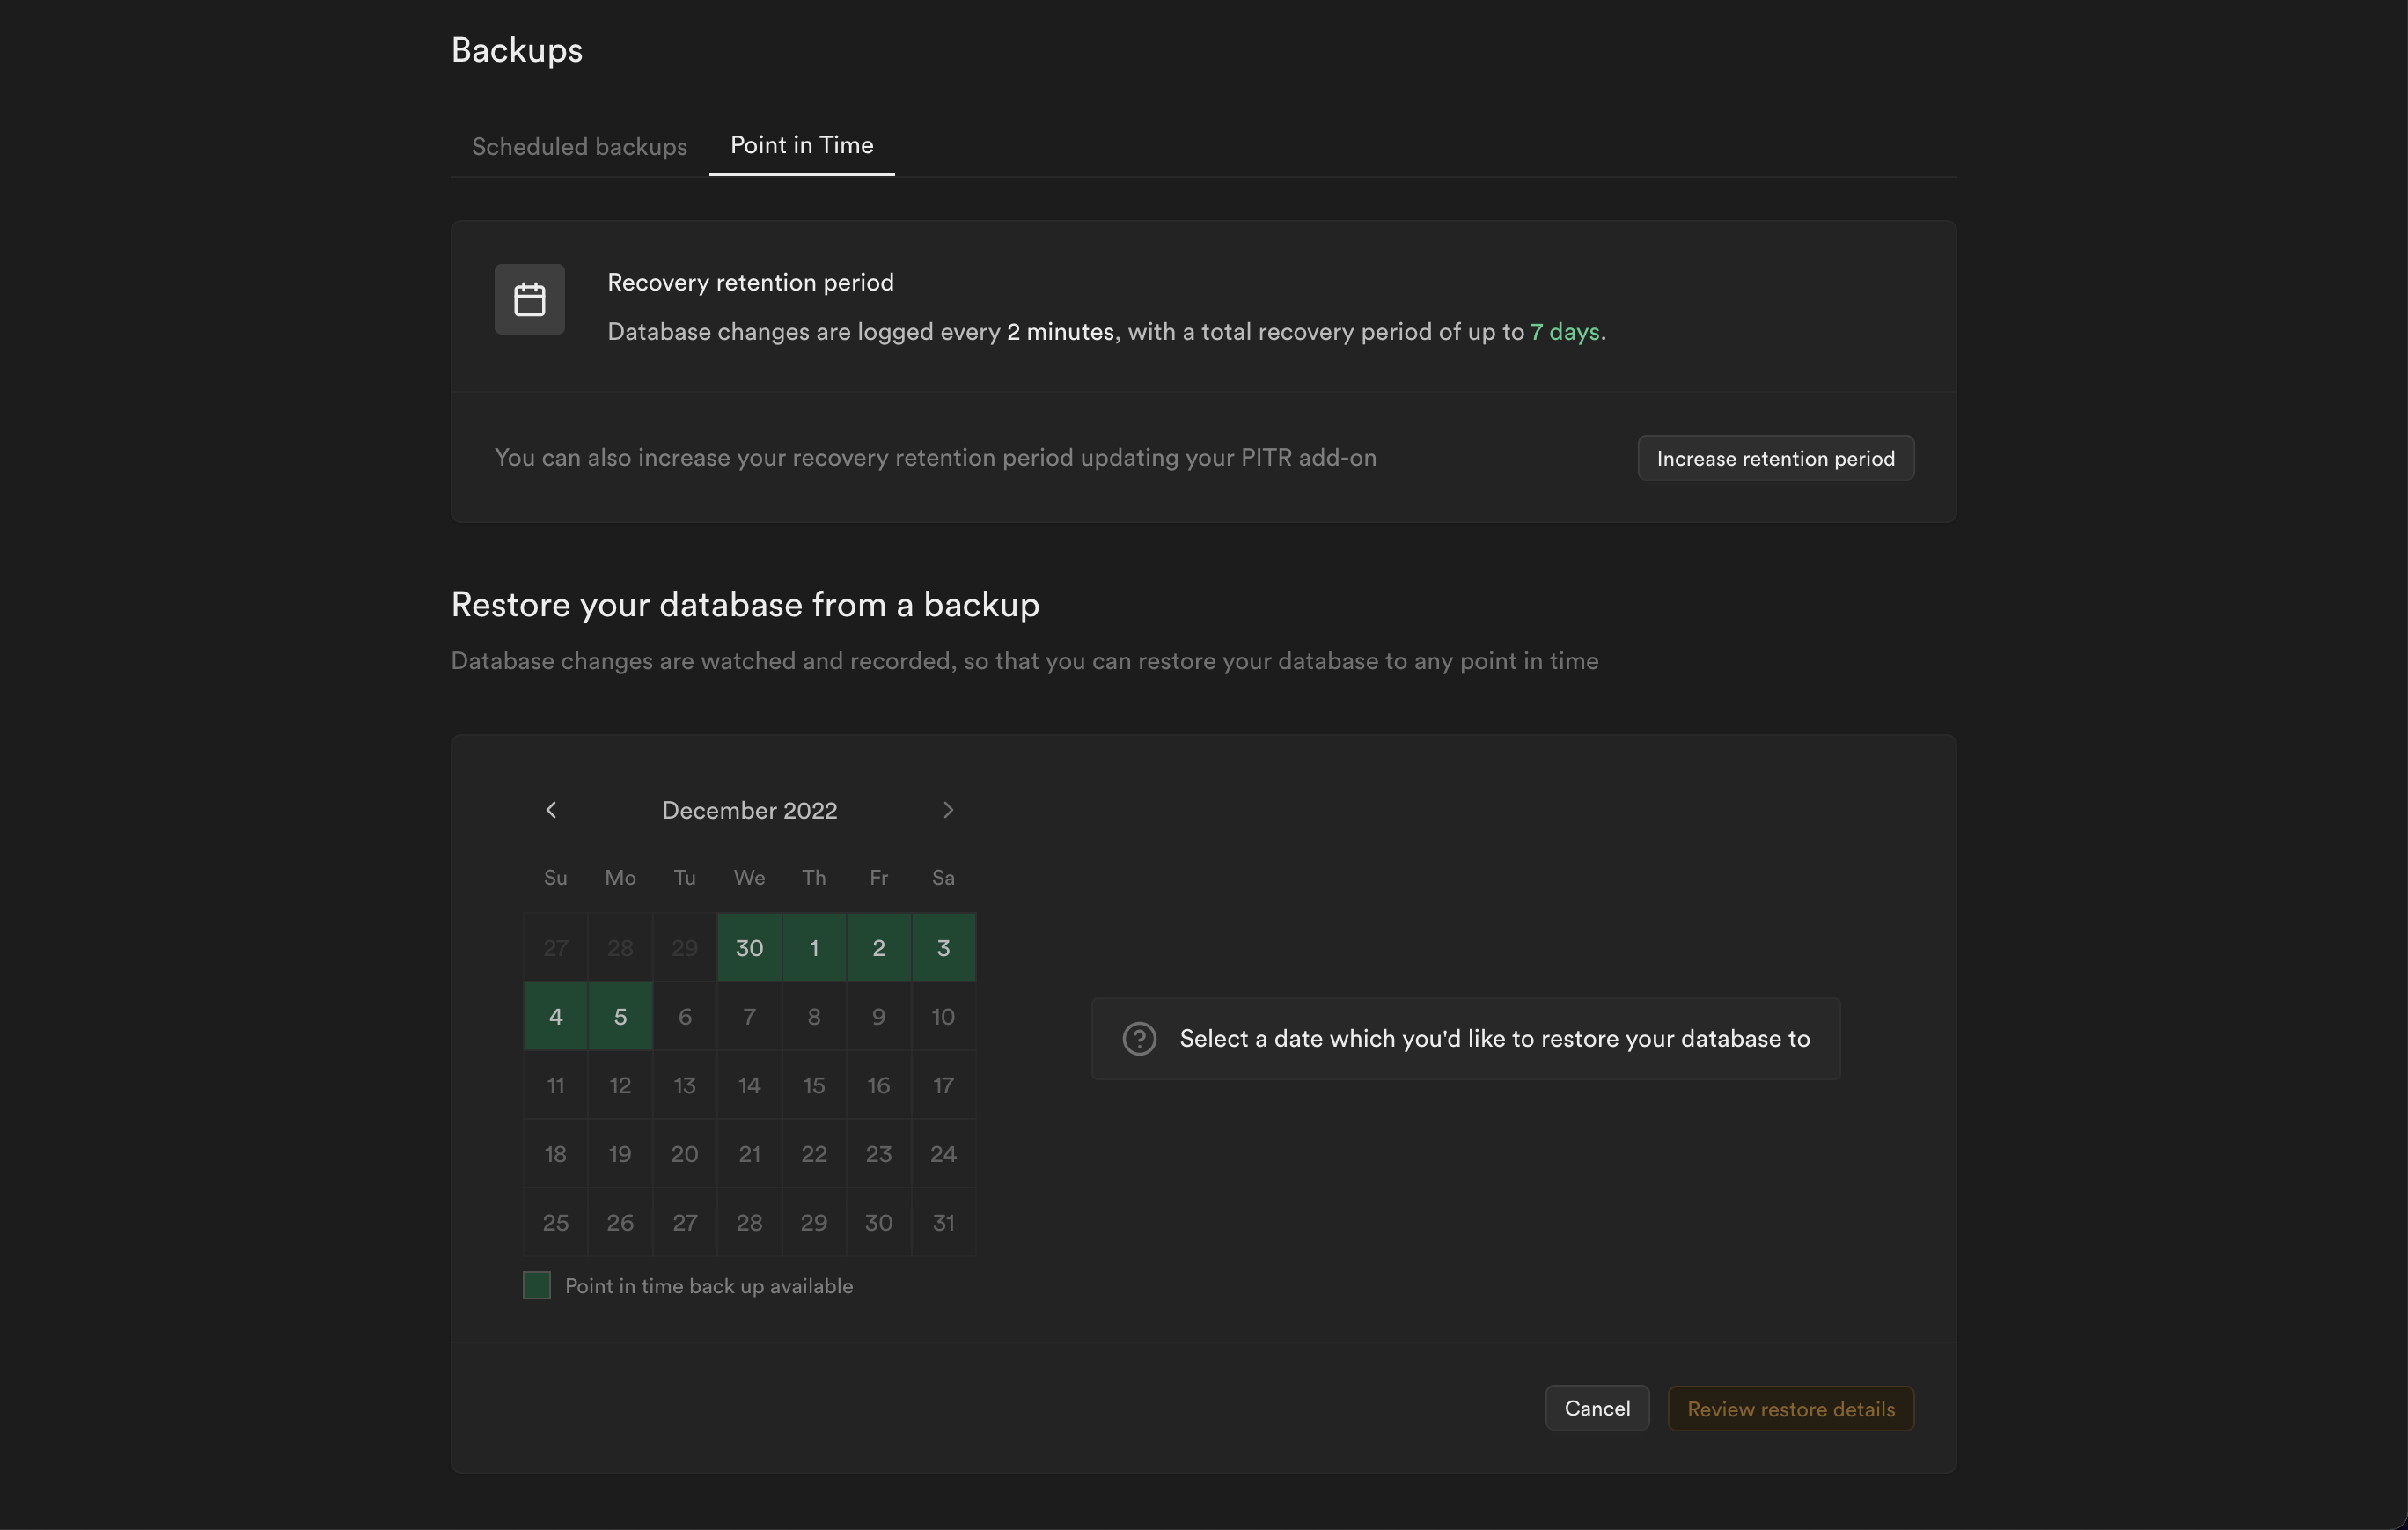 Backups
Scheduled backups Point in Time
Recovery retention period
Database changes are logged every 2 minutes, with a total recovery period of up to 7 days.
You can also increase your recovery retention period updating your PITR add-on
Increase retention period
Restore your database from a backup
Database changes are watched and recorded, so that you can restore your database to any point in time
December 2022
Su Mo Tu We Th Fr Sa
27 28 29 30 1 2 3
4 5 6 7 8 9 10
11 12 13 14 15 16 17
18 19 20 21 22 23 24
25 26 27 28 29 30 31
Point in time back up available
Select a date which you'd like to restore your database to
Cancel Review restore details